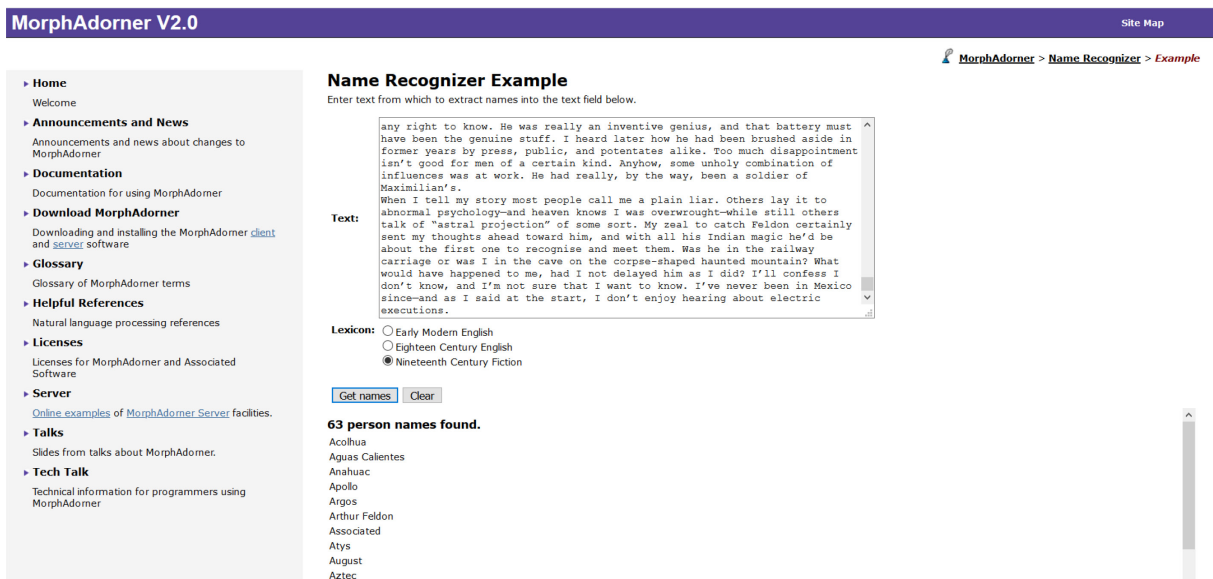 MorphAdorner V2.0
Site Map
MorphAdorner > Name Recognizer > Example
Home
Welcome
Announcements and News
Announcements and news about changes to
MorphAdorner
Documentation
Documentation for using MorphAdorner
Download MorphAdorner
Downloading and installing the MorphAdorner client
and server software
Glossary
Glossary of MorphAdorner terms
Helpful References
Natural language processing references
Licenses
Licenses for MorphAdorner and Associated
Software
Server
Online examples of MorphAdorner Server facilities.
Talks
Slides from talks about MorphAdorner.
Tech Talk
Technical information for programmers using
MorphAdorner
Name Recognizer Example
Enter text from which to extract names into the text field below.
Text:
any right to know. He was really an inventive genius, and that battery must
have been the genuine stuff. I heard later how he had been brushed aside in
former years by press, public, and potentates alike. Too much disappointment
isn't good for men of a certain kind. Anyhow, some unholy combination of
influences was at work. He had really, by the way, been a soldier of
Maximilian's.
When I tell my story most people call me a plain liar. Others lay it to
abnormal psychology—and heaven knows I was overwrought—while still others
talk of “astral projection” of some sort. My zeal to catch Feldon certainly
sent my thoughts ahead toward him, and with all his Indian magic he'd be
about the first one to recognise and meet them. Was he in the railway
carriage or was I in the cave on the corpse-shaped haunted mountain? What
would have happened to me, had I not delayed him as I did? I'll confess I
don't know, and I'm not sure that I want to know. I've never been in Mexico
since—and as I said at the start, I don't enjoy hearing about electric
executions.
Lexicon:
Early Modern English
Eighteen Century English
Nineteenth Century Fiction
Get names Clear
63 person names found.
Acolhua
Aguas Calientes
Anahuac
Apollo
Argos
Arthur Feldon
Associated
Atys
August
Aztec